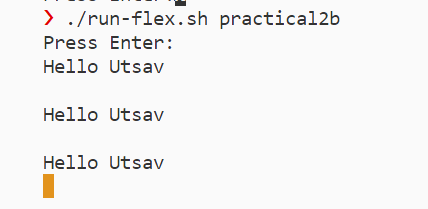 ❯ ./run-flex.sh practical2b
Press Enter:
Hello Utsav
Hello Utsav
Hello Utsav